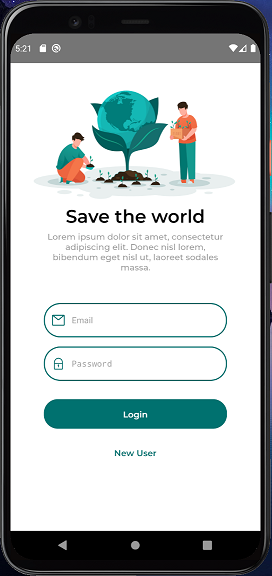 5:21
Save the world
Lorem ipsum dolor sit amet, consectetur
adipiscing elit. Donec nisl lorem,
bibendum eget nisl ut, laoreet sodales
massa.
Email
Password
Login
New User